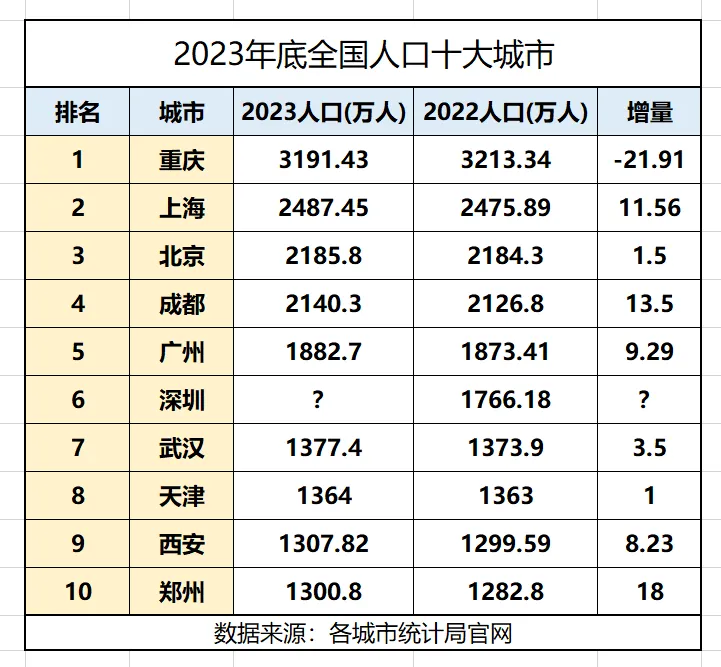 2023年底全国人口十大城市
排名 城市 2023人口(万人) 2022人口(万人) 增量
1 重庆 3191.43 3213.34 -21.91
2 上海 2487.45 2475.89 11.56
3 北京 2185.8 2184.3 1.5
4 成都 2140.3 2126.8 13.5
5 广州 1882.7 1873.41 9.29
6 深圳 ? 1766.18 ?
7 武汉 1377.4 1373.9 3.5
8 天津 1364 1363 1
9 西安 1307.82 1299.59 8.23
10 郑州 1300.8 1282.8 18
数据来源：各城市统计局官网